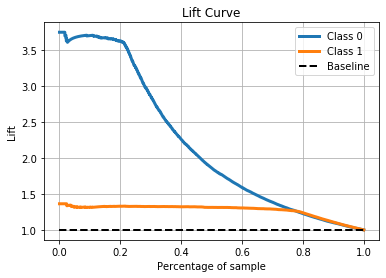 Lift Curve
Class 0
Class 1
Baseline
Lift
3.5
3.0
2.5
2.0
1.5
1.0
0.0
0.2
0.4
0.6
0.8
1.0
Percentage of sample